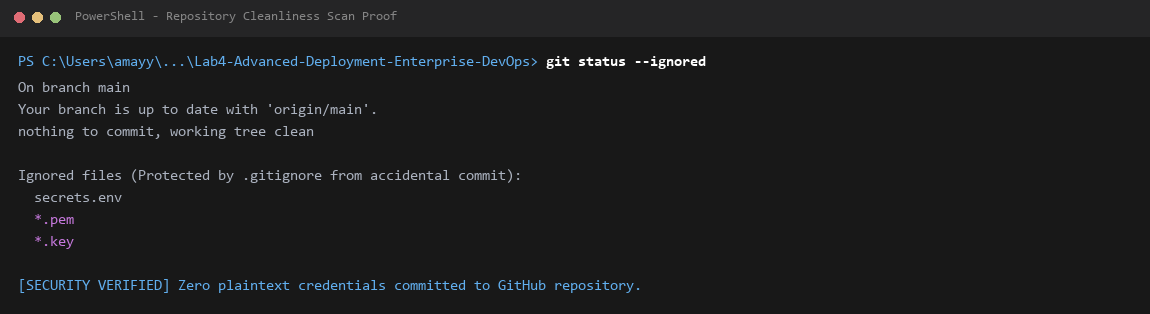 PowerShell - Repository Cleanliness Scan Proof
PS C:\Users\amayy\...\Lab4-Advanced-Deployment-Enterprise-DevOps> git status --ignored
On branch main
Your branch is up to date with 'origin/main'.
nothing to commit, working tree clean
Ignored files (Protected by .gitignore from accidental commit):
secrets.env
*.pem
*.key
[SECURITY VERIFIED] Zero plaintext credentials committed to GitHub repository.